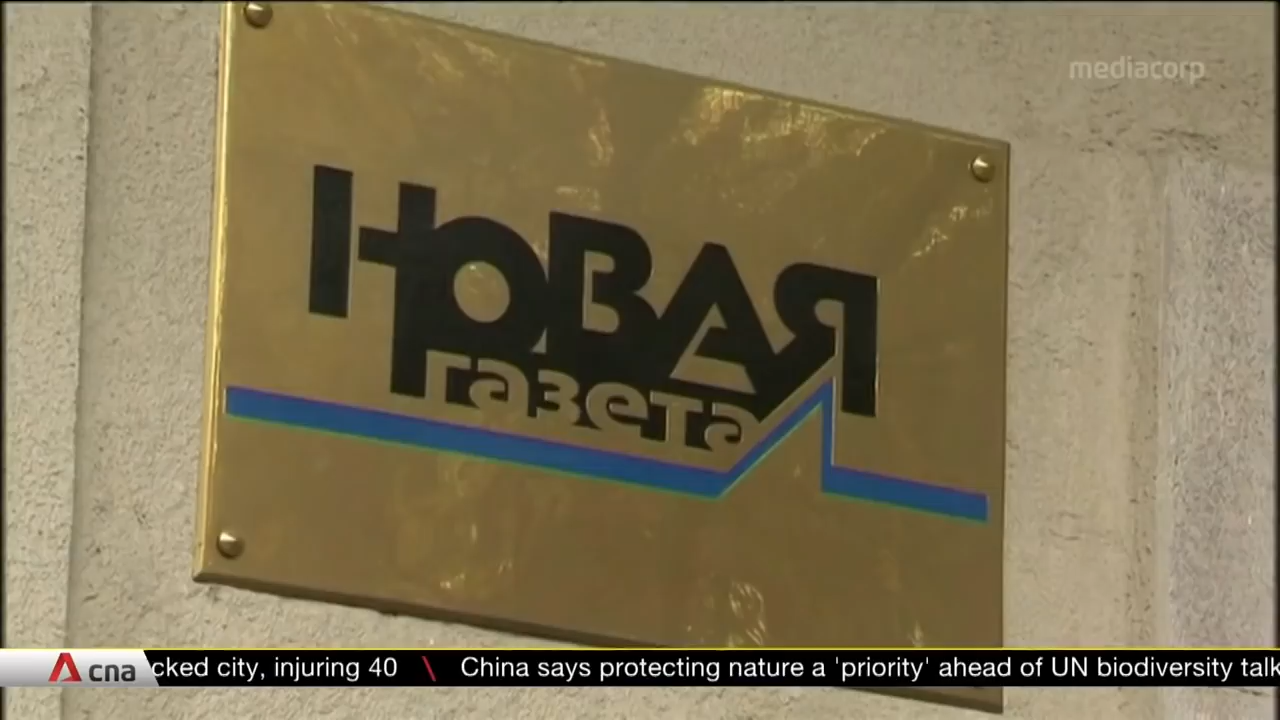 mediacorp
НОВАЯ
газета
cna
cked city, injuring 40 \ China says protecting nature a 'priority' ahead of UN biodiversity talk